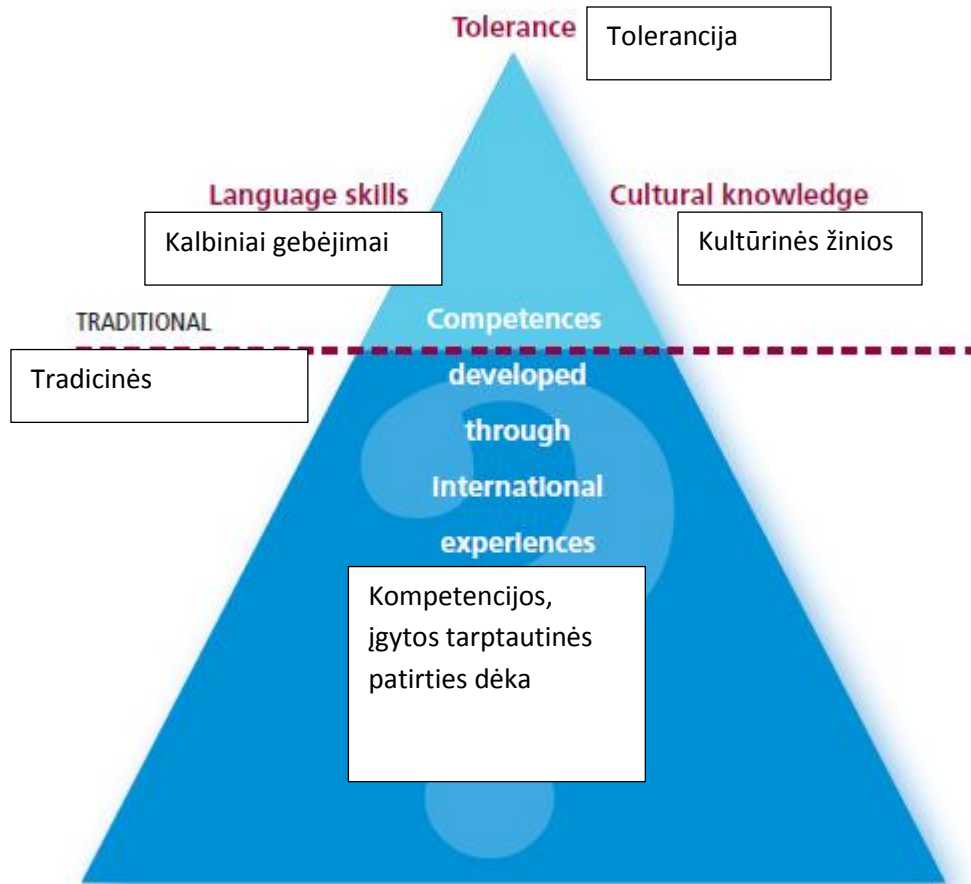 Tolerance
Tolerancija
Language skills
Cultural knowledge
Kalbiniai gebėjimai
Kultūrinės žinios
TRADITIONAL
Competences
Tradicinės
developed
through
international
experiences
Kompetencijos,
įgytos tarptautinės
patirties dėka
?